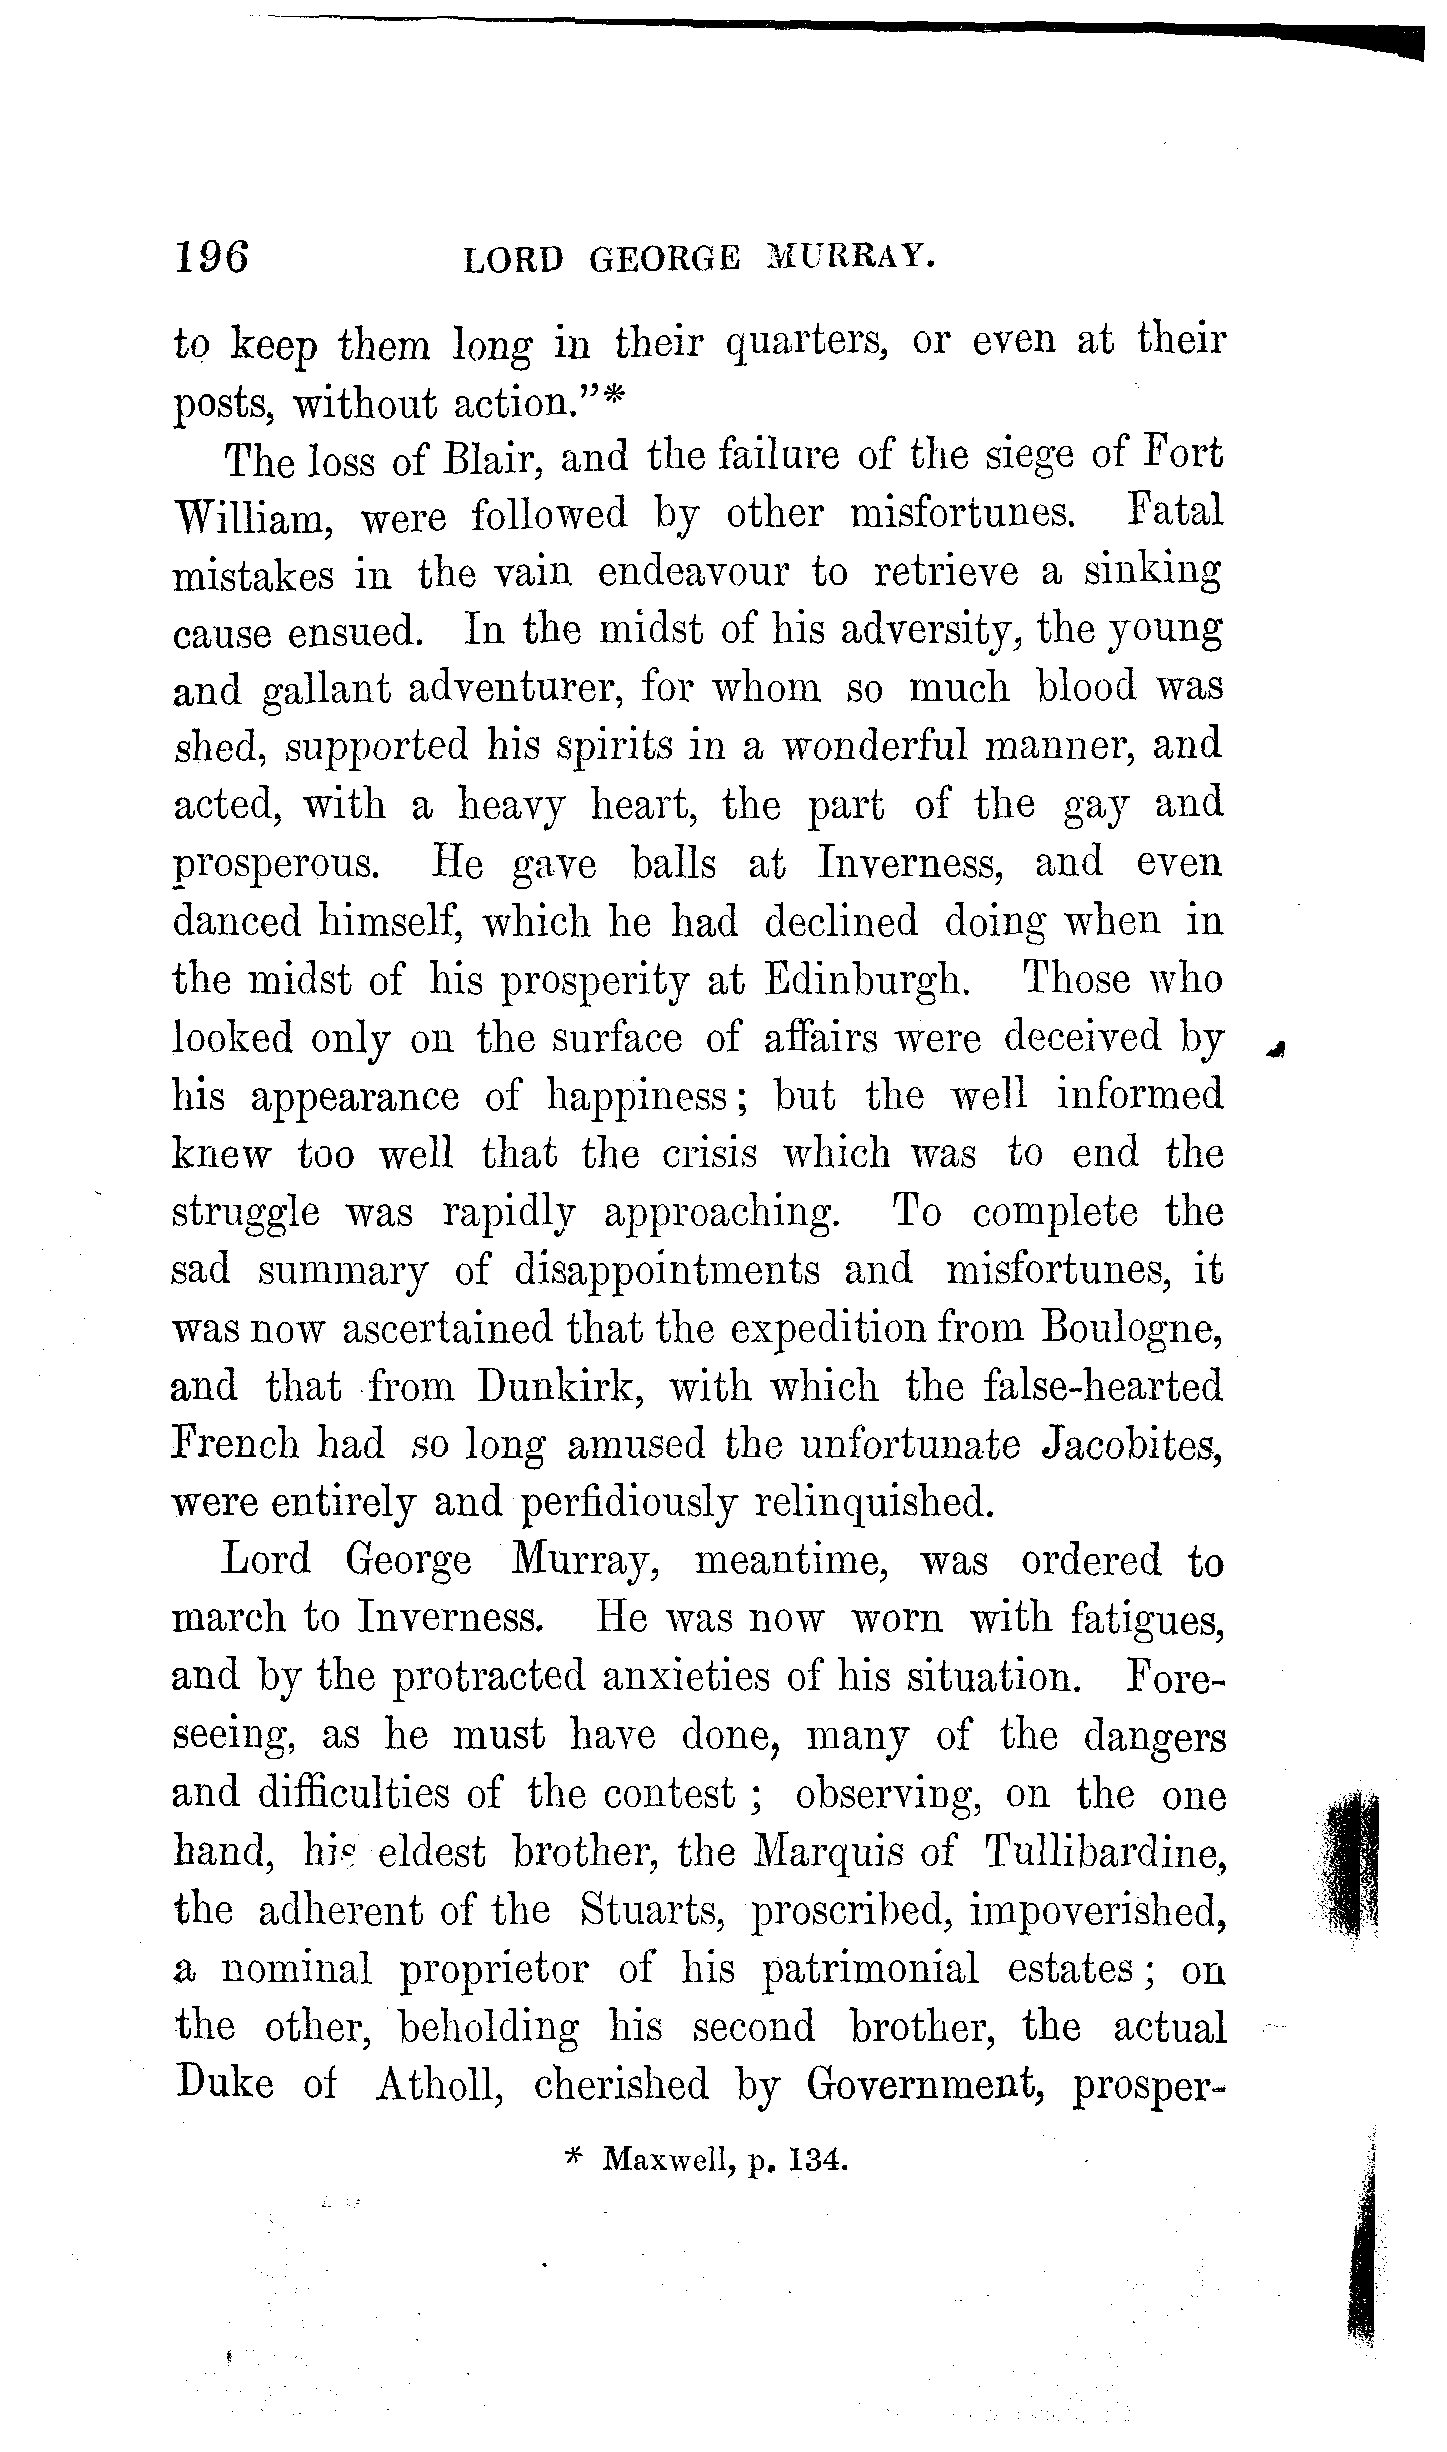 196 LORD GEORGE MURRAY.
to keep them long in their quarters, or even at their
posts, without action."*
The loss of Blair, and the failure of the siege of Fort
William, were followed by other misfortunes. Fatal
mistakes in the vain endeavour to retrieve a sinking
cause ensued. In the midst of his adversity, the young
and gallant adventurer, for whom so much blood was
shed, supported his spirits in a wonderful manner, and
acted, with a heavy heart, the part of the gay and
prosperous. He gave balls at Inverness, and even
danced himself, which he had declined doing when in
the midst of his prosperity at Edinburgh. Those who
looked only on the surface of affairs were deceived by
his appearance of happiness; but the well informed
knew too well that the crisis which was to end the
struggle was rapidly approaching. To complete the
sad summary of disappointments and misfortunes, it
was now ascertained that the expedition from Boulogne,
and that from Dunkirk, with which the false-hearted
French had so long amused the unfortunate Jacobites,
were entirely and perfidiously relinquished.
Lord George Murray, meantime, was ordered to
march to Inverness. He was now worn with fatigues,
and by the protracted anxieties of his situation. Fore-
seeing, as he must have done, many of the dangers
and difficulties of the contest; observing, on the one
hand, his eldest brother, the Marquis of Tullibardine,
the adherent of the Stuarts, proscribed, impoverished,
a nominal proprietor of his patrimonial estates; on
the other, beholding his second brother, the actual
Duke of Atholl, cherished by Government, prosper-
* Maxwell, p. 134.